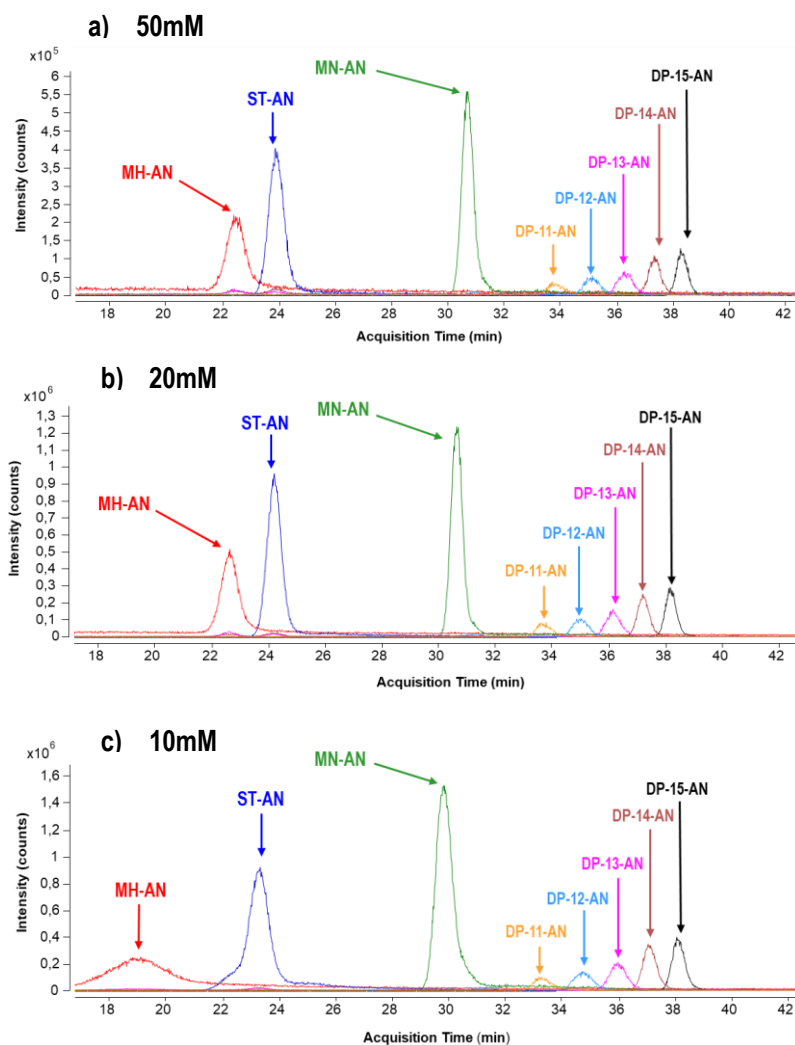 a) 50mM
x10⁵
MN-AN
DP-15-AN
ST-AN
DP-14-AN
MH-AN
DP-13-AN
DP-12-AN
DP-11-AN
Intensity (counts)
6
5,5
5
4,5
4
3,5
3
2,5
2
1,5
1
0,5
0
18 20 22 24 26 28 30 32 34 36 38 40 42
Acquisition Time (min)
b) 20mM
x10⁶
MN-AN
DP-15-AN
ST-AN
DP-14-AN
MH-AN
DP-13-AN
DP-12-AN
DP-11-AN
Intensity (counts)
1,3
1,2
1,1
1
0,9
0,8
0,7
0,6
0,5
0,4
0,3
0,2
0,1
0
18 20 22 24 26 28 30 32 34 36 38 40 42
Acquisition Time (min)
c) 10mM
x10⁶
MN-AN
DP-15-AN
ST-AN
DP-14-AN
DP-13-AN
MH-AN
DP-12-AN
DP-11-AN
Intensity (counts)
1,6
1,4
1,2
1
0,8
0,6
0,4
0,2
0
18 20 22 24 26 28 30 32 34 36 38 40 42
Acquisition Time (min)